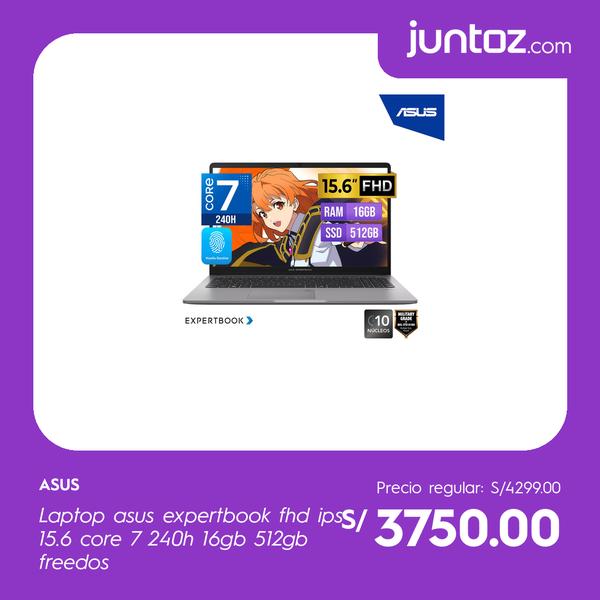 juntoz.com
ASUS
CORE
7
240H
15.6" FHD
RAM 16GB
SSD 512GB
EXPERTBOOK
10
NÚCLEOS
MILITARY
GRADE
ASUS
Laptop asus expertbook fhd ips
15.6 core 7 240h 16gb 512gb
freedos
Precio regular: S/4299.00
S/ 3750.00